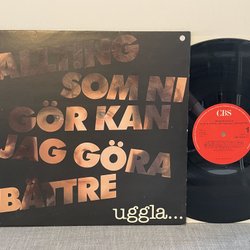 ALLTING
SOM NI
GÖR KAN
JAG GÖRA
BÄTTRE
uggla...
CBS